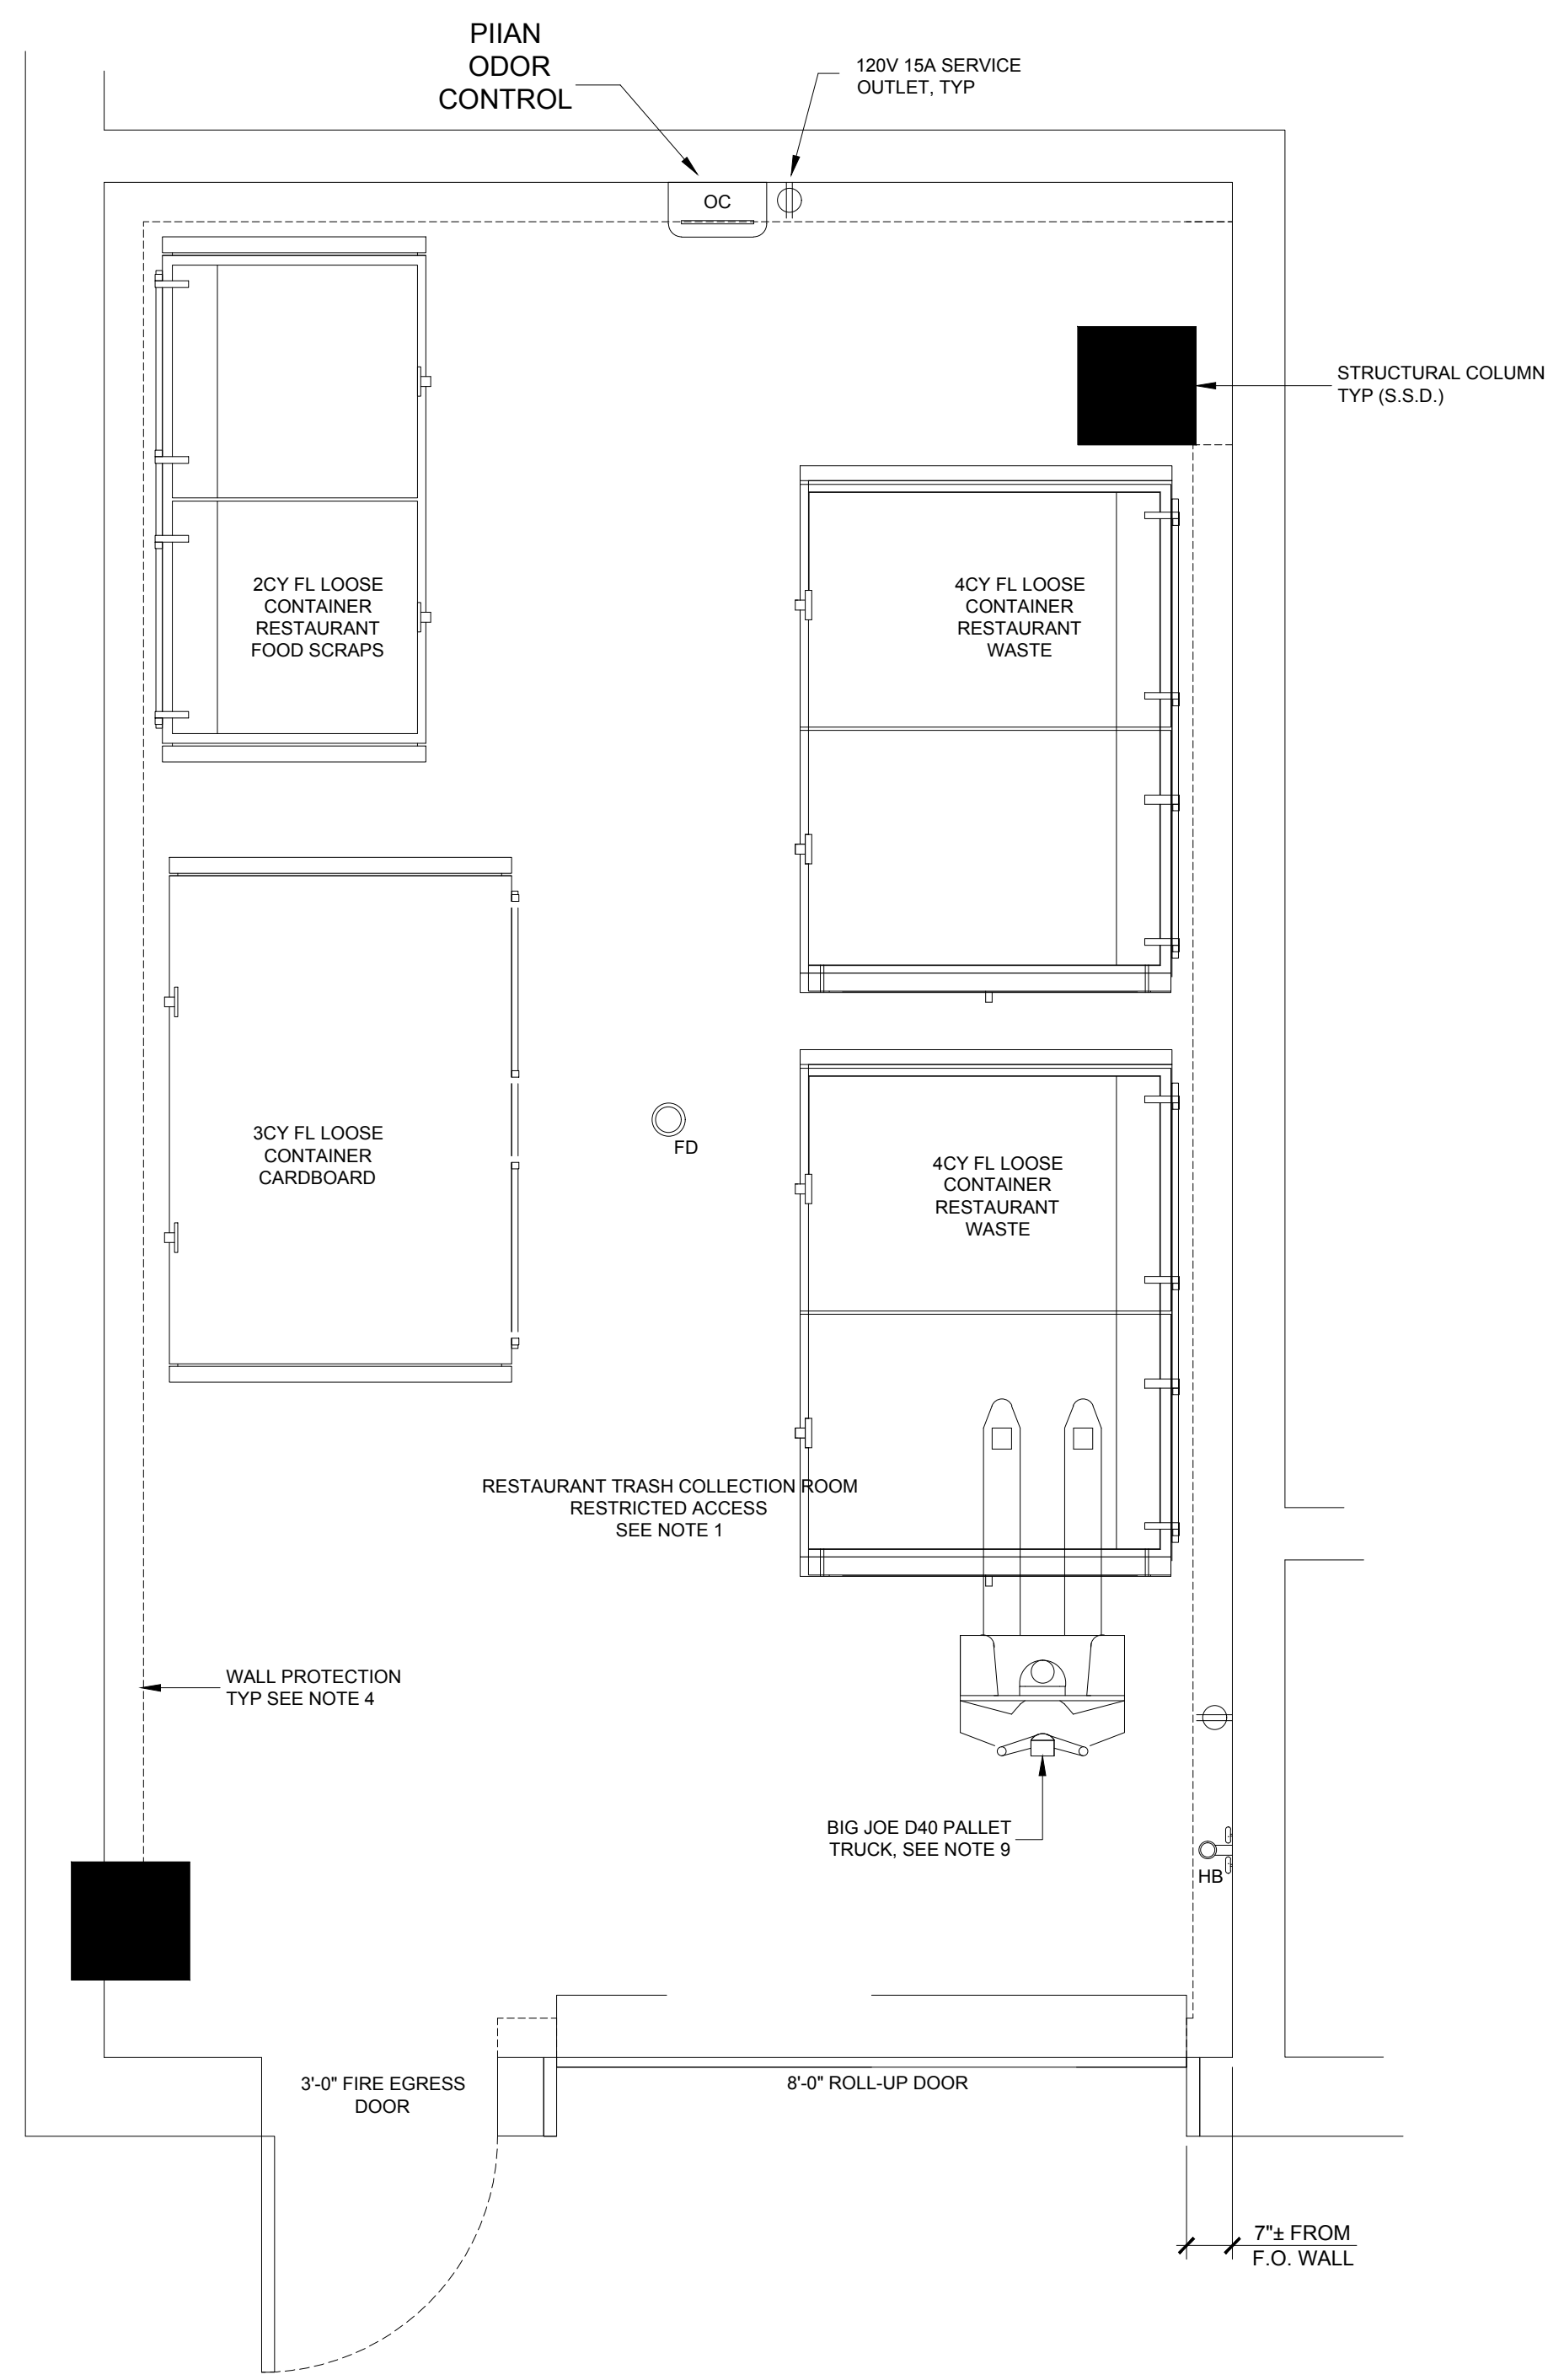 PIIAN
ODOR
CONTROL
120V 15A SERVICE
OUTLET, TYP
OC
STRUCTURAL COLUMN
TYP (S.S.D.)
2CY FL LOOSE
CONTAINER
RESTAURANT
FOOD SCRAPS
4CY FL LOOSE
CONTAINER
RESTAURANT
WASTE
3CY FL LOOSE
CONTAINER
CARDBOARD
FD
4CY FL LOOSE
CONTAINER
RESTAURANT
WASTE
RESTAURANT TRASH COLLECTION ROOM
RESTRICTED ACCESS
SEE NOTE 1
WALL PROTECTION
TYP SEE NOTE 4
BIG JOE D40 PALLET
TRUCK, SEE NOTE 9
HB
3'-0" FIRE EGRESS
DOOR
8'-0" ROLL-UP DOOR
7"± FROM
F.O. WALL